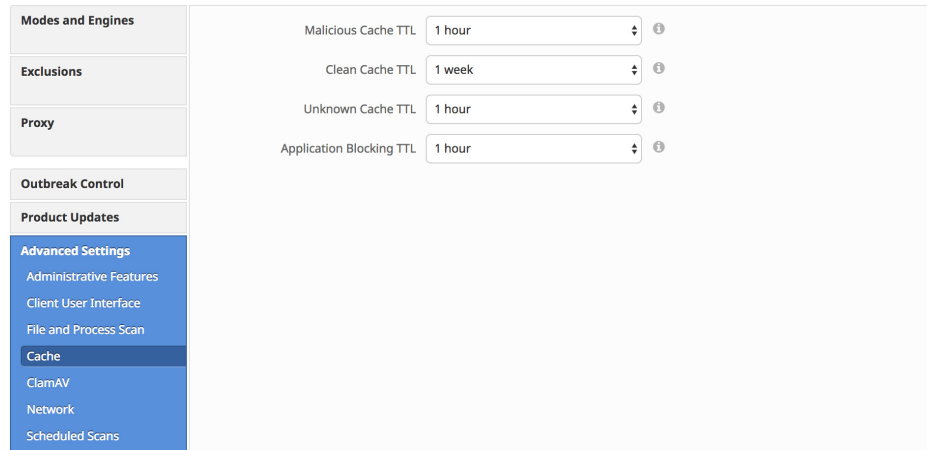 Modes and Engines
Exclusions
Proxy
Outbreak Control
Product Updates
Advanced Settings
Administrative Features
Client User Interface
File and Process Scan
Cache
ClamAV
Network
Scheduled Scans
Malicious Cache TTL 1 hour
Clean Cache TTL 1 week
Unknown Cache TTL 1 hour
Application Blocking TTL 1 hour